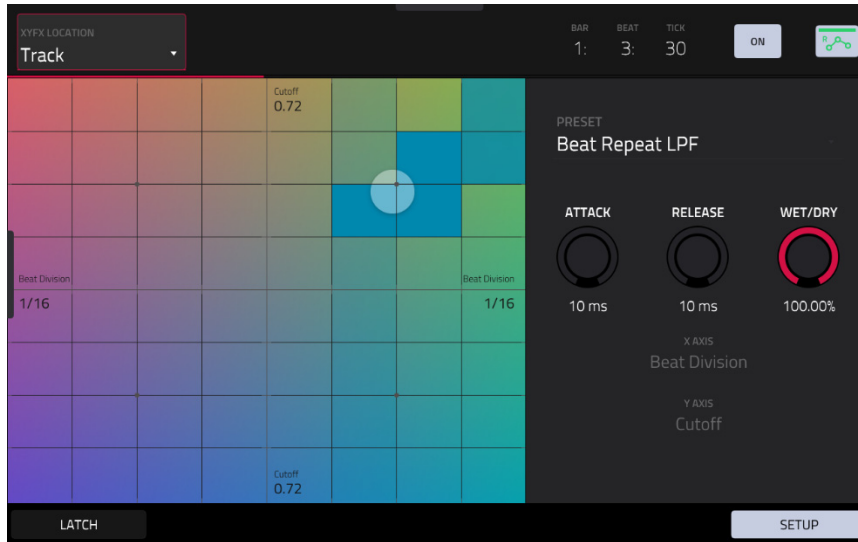 XYFX LOCATION
Track
BAR BEAT TICK
1: 3: 30
ON
R
Cutoff
0.72
PRESET
Beat Repeat LPF
ATTACK RELEASE WET/DRY
10 ms 10 ms 100.00%
Beat Division Beat Division
1/16 1/16
X AXIS
Beat Division
Y AXIS
Cutoff
Cutoff
0.72
LATCH SETUP